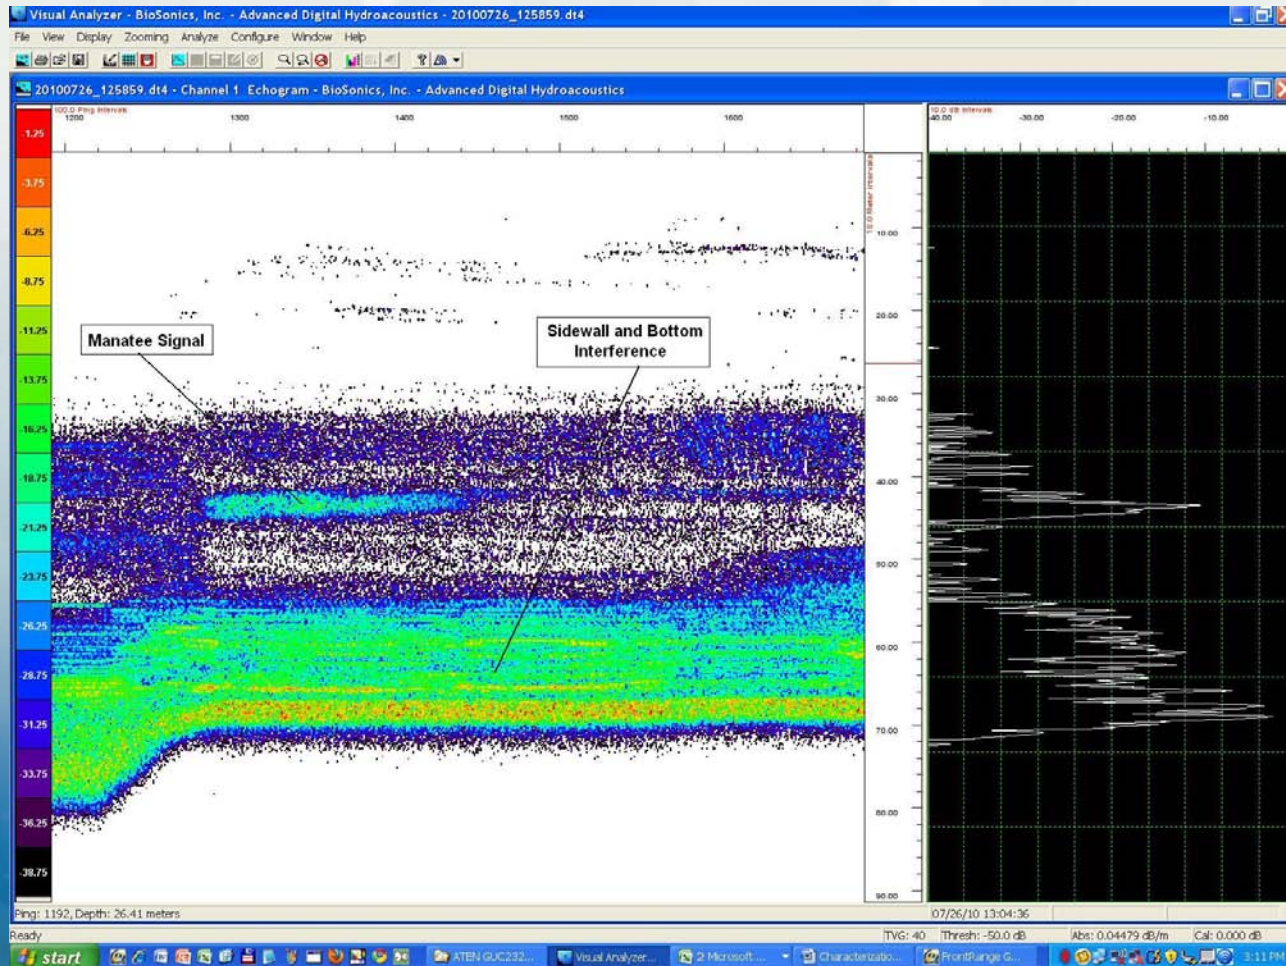 Visual Analyzer - BioSonics, Inc. - Advanced Digital Hydroacoustics - 20100726_125859.dt4
File View Display Zooming Analyze Configure Window Help
20100726_125859.dt4 - Channel 1 Echogram - BioSonics, Inc. - Advanced Digital Hydroacoustics
100.0 Ping Intervals
1200 1300 1400 1500 1600
10.0 dB Intervals
-40.00 -30.00 -20.00 -10.00
-1.25
-3.75
-6.25
-8.75
-11.25
-13.75
-16.25
-18.75
-21.25
-23.75
-26.25
-28.75
-31.25
-33.75
-36.25
-38.75
Manatee Signal
Sidewall and Bottom
Interference
10.0 Meter Intervals
10.00
20.00
30.00
40.00
50.00
60.00
70.00
80.00
90.00
Ping: 1192, Depth: 26.41 meters
07/26/10 13:04:36
Ready
TVG: 40 Thresh: -50.0 dB Abs: 0.04479 dB/m Cal: 0.000 dB
start
ATEN GUC232...
Visual Analyzer...
2 Microsoft ...
Characterizatio...
FrontRange G...
3:11 PM